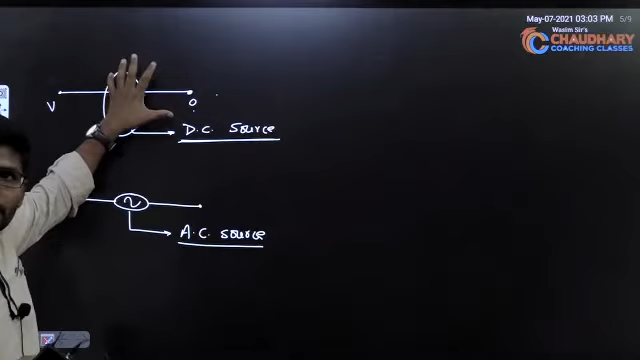 May-07-2021 03:03 PM 5/9
Wasim Sir's
CHAUDHARY
COACHING CLASSES
V
O
D.C. Source
A.C. source